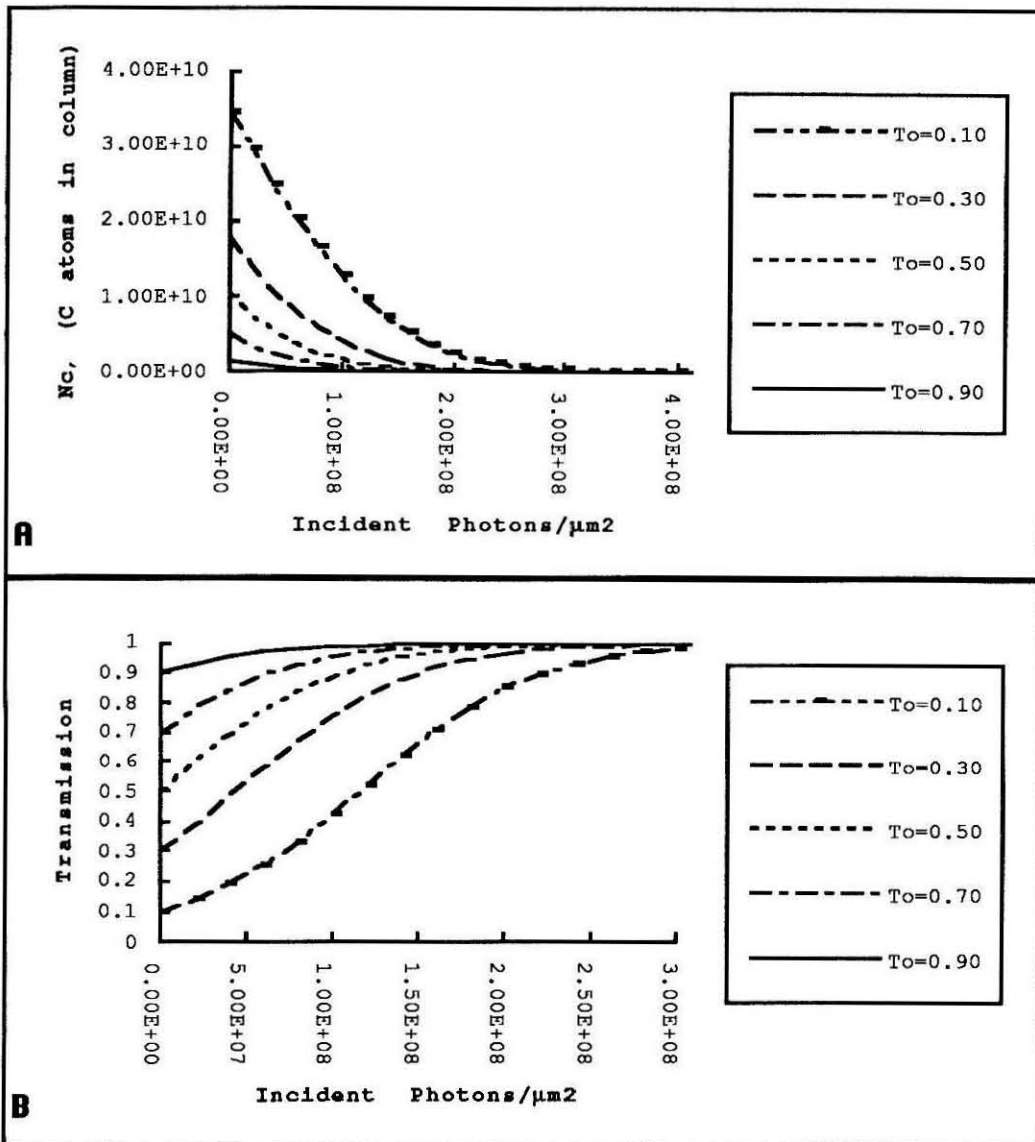 Nc, (C atoms in column)
4.00E+10
3.00E+10
2.00E+10
1.00E+10
0.00E+00
0.00E+00
1.00E+08
2.00E+08
3.00E+08
4.00E+08
Incident Photons/µm2
To=0.10
To=0.30
To=0.50
To=0.70
To=0.90
A
Transmission
1
0.9
0.8
0.7
0.6
0.5
0.4
0.3
0.2
0.1
0
0.00E+00
5.00E+07
1.00E+08
1.50E+08
2.00E+08
2.50E+08
3.00E+08
Incident Photons/µm2
To=0.10
To=0.30
To=0.50
To=0.70
To=0.90
B